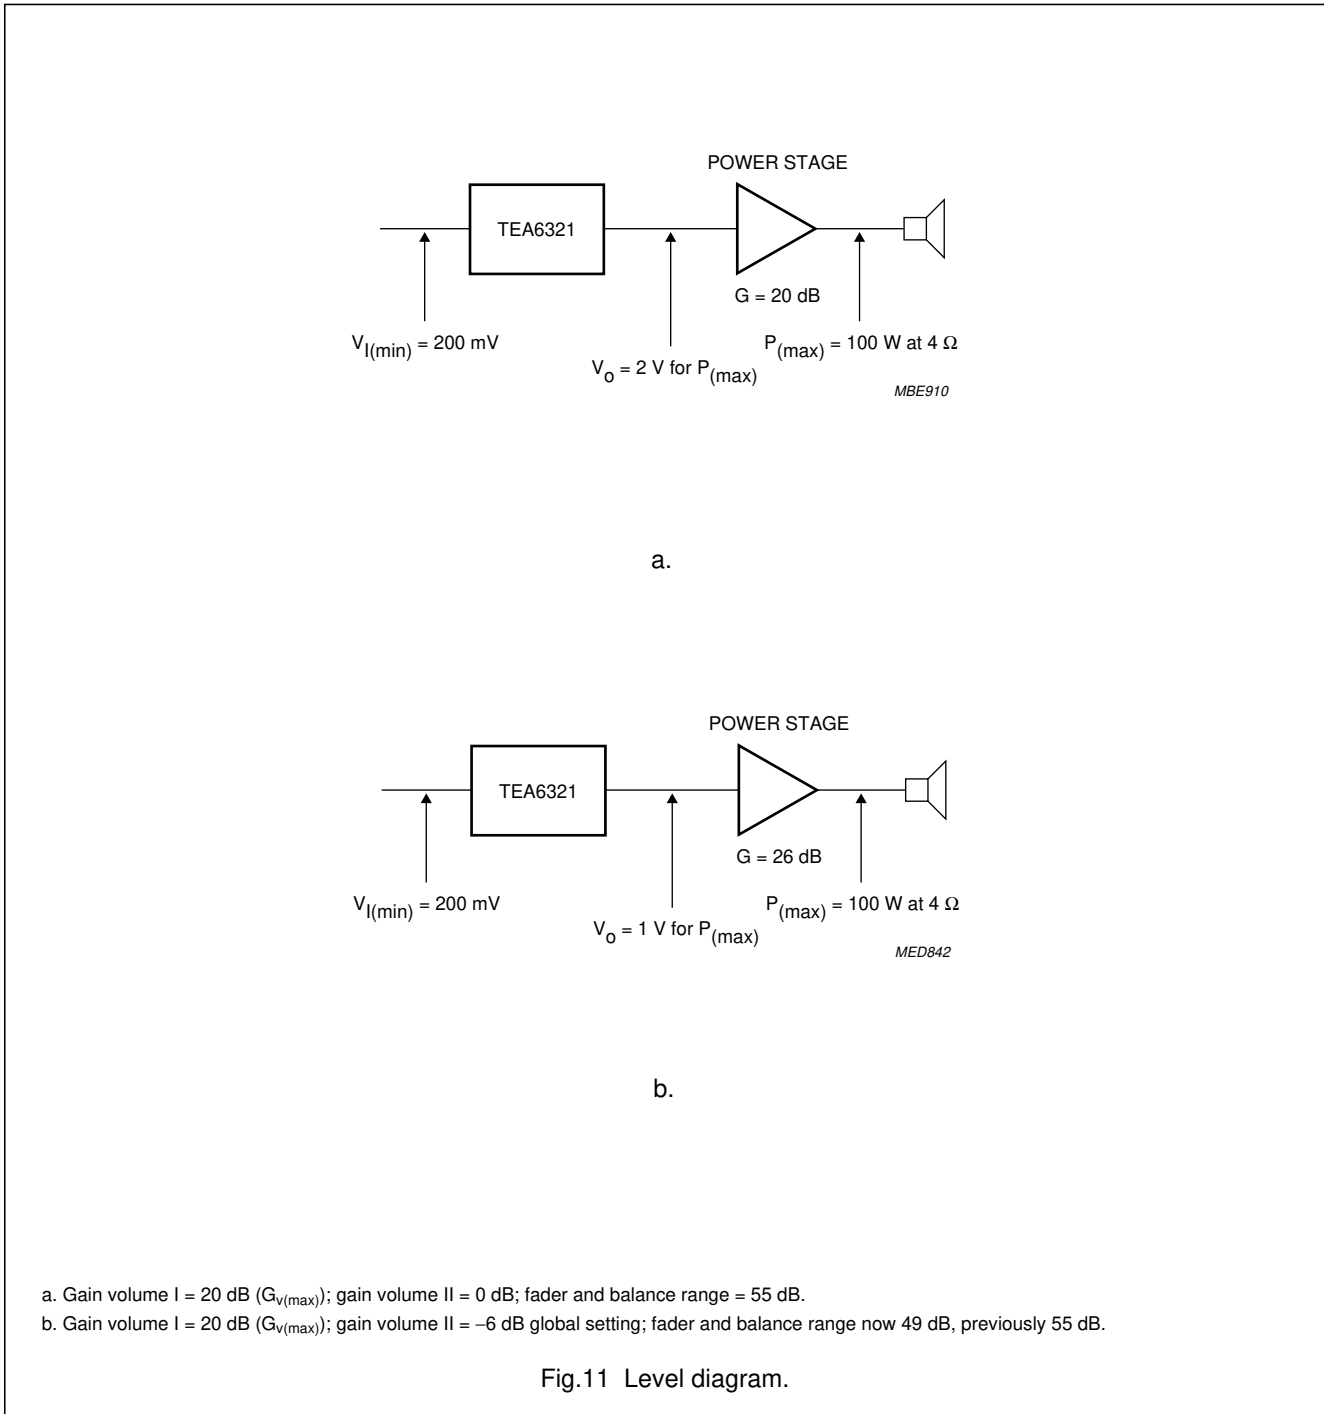 POWER STAGE
TEA6321
G = 20 dB
V_I(min) = 200 mV
P_(max) = 100 W at 4 Ω
V_o = 2 V for P_(max)
MBE910
a.
POWER STAGE
TEA6321
G = 26 dB
V_I(min) = 200 mV
P_(max) = 100 W at 4 Ω
V_o = 1 V for P_(max)
MED842
b.
a. Gain volume I = 20 dB (G_v(max)); gain volume II = 0 dB; fader and balance range = 55 dB.
b. Gain volume I = 20 dB (G_v(max)); gain volume II = −6 dB global setting; fader and balance range now 49 dB, previously 55 dB.
Fig.11 Level diagram.